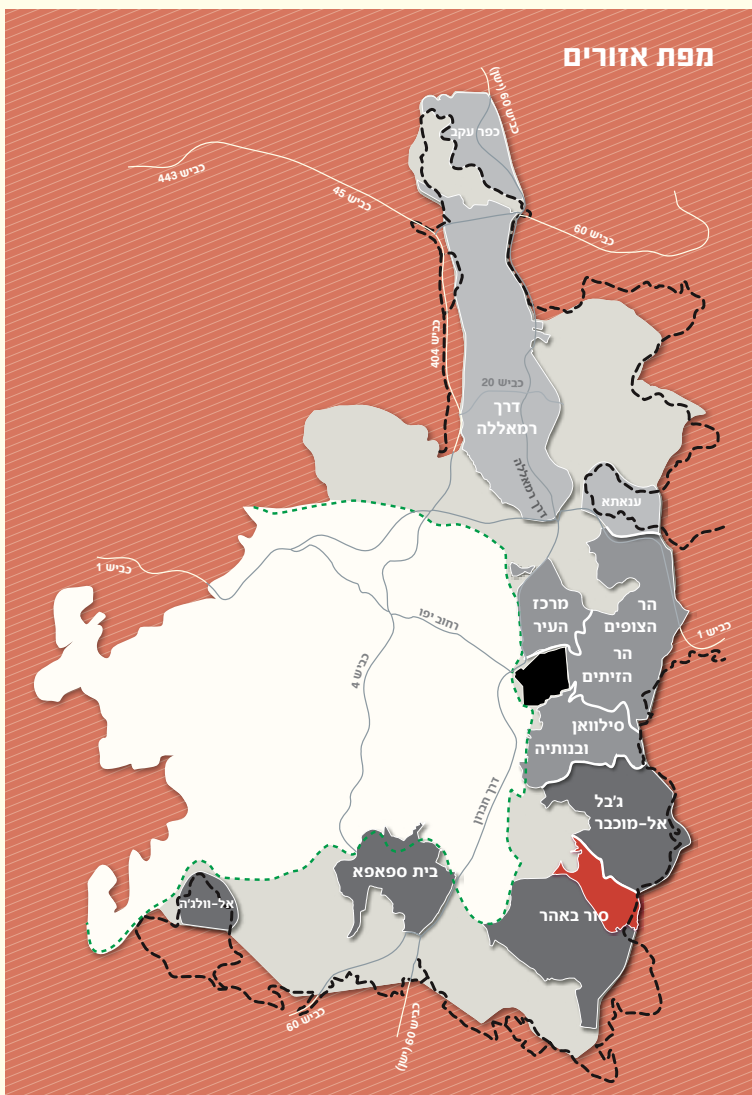 מפת אזורים
כביש 60 (ישן)
כפר עקב
כביש 443
כביש 45
כביש 60
כביש 404
כביש 20
דרך
רמאללה
דרך רמאללה
ענאתא
כביש 1
מרכז
העיר
הר
הצופים
רחוב יפו
כביש 1
הר
הזיתים
כביש 4
סילוואן
ובנותיה
דרך חברון
ג'בל
אל-מוכבר
בית ספאפא
אל-וולג'ה
סור באהר
כביש 60
כביש 60 (ישן)